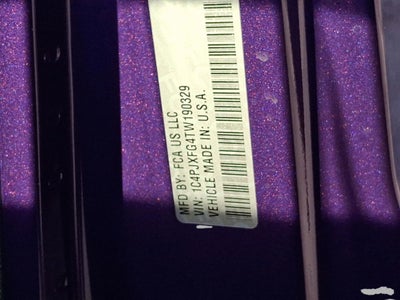 MFD BY: FCA US LLC
VIN: 1C4PJXFG4TW190329
VEHICLE MADE IN: U.S.A.